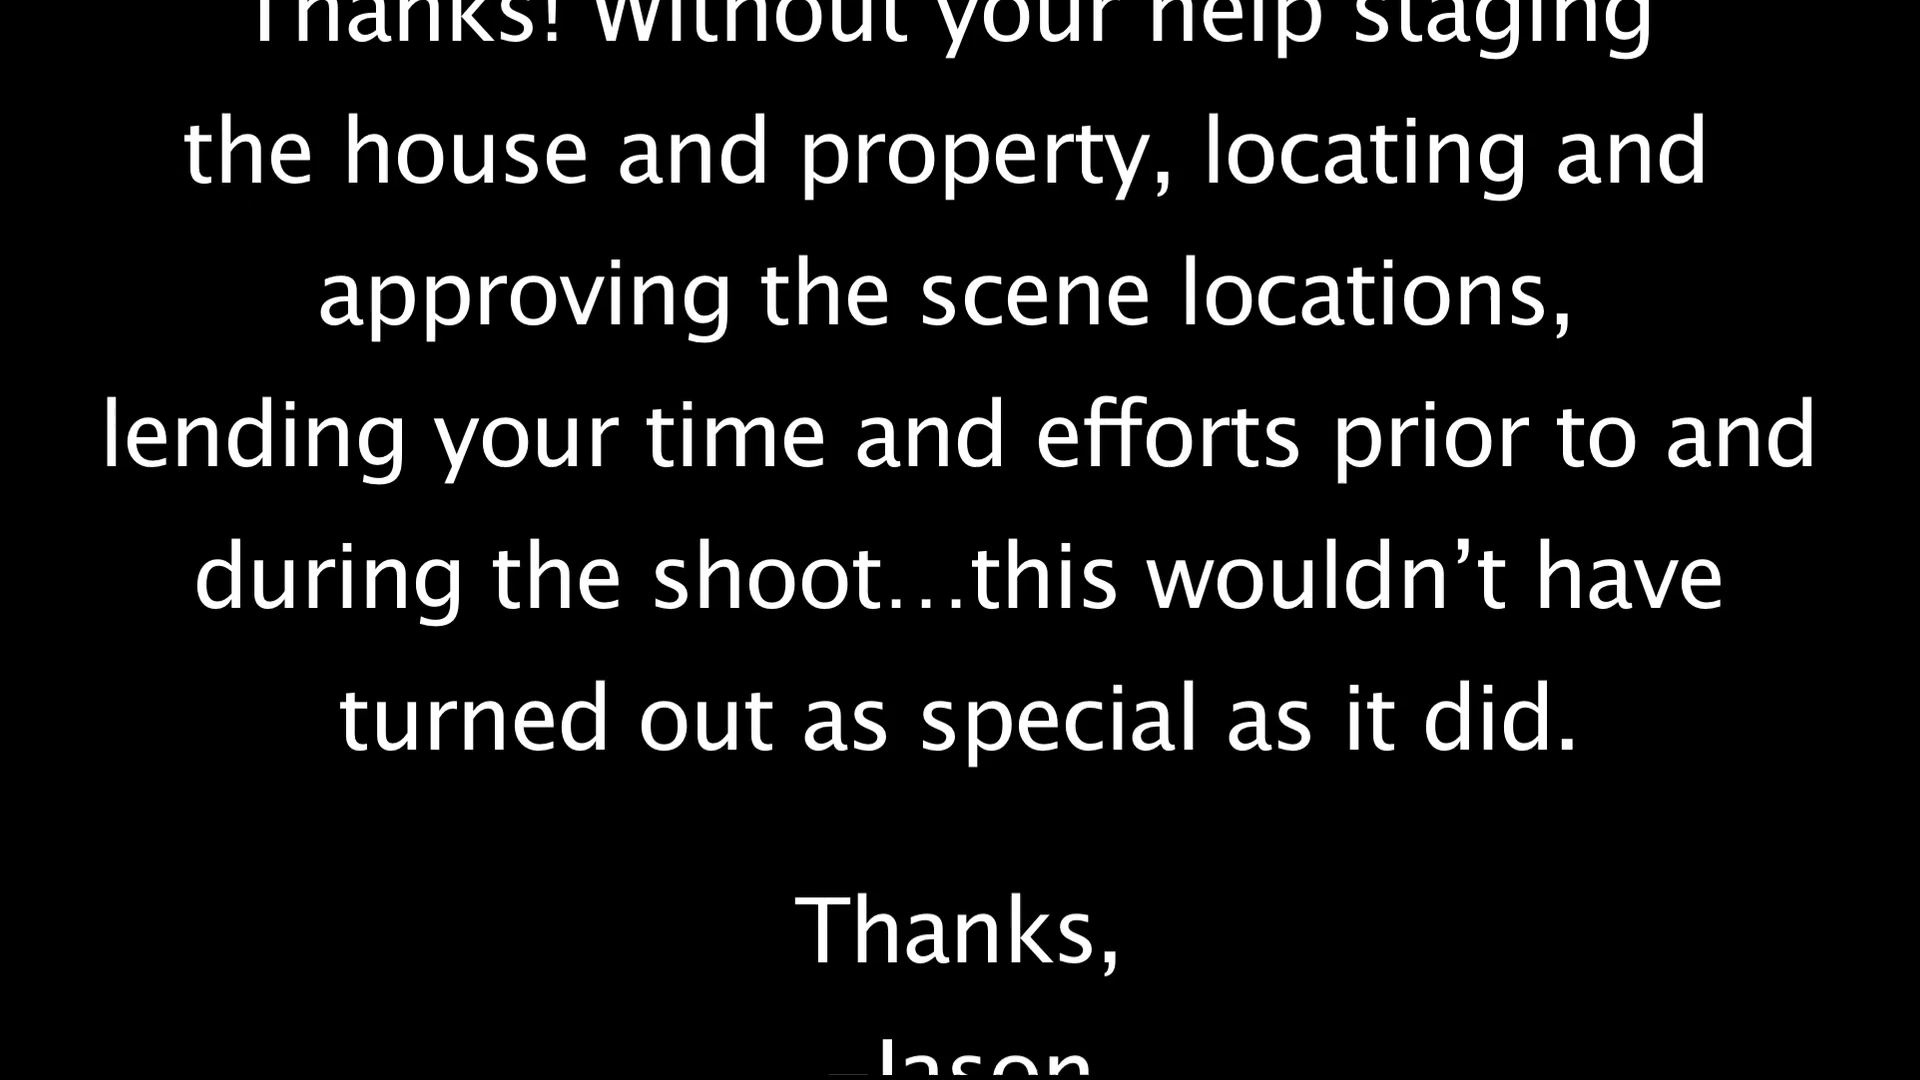 Thanks! Without your help staging
the house and property, locating and
approving the scene locations,
lending your time and efforts prior to and
during the shoot…this wouldn’t have
turned out as special as it did.
Thanks,
–Jason